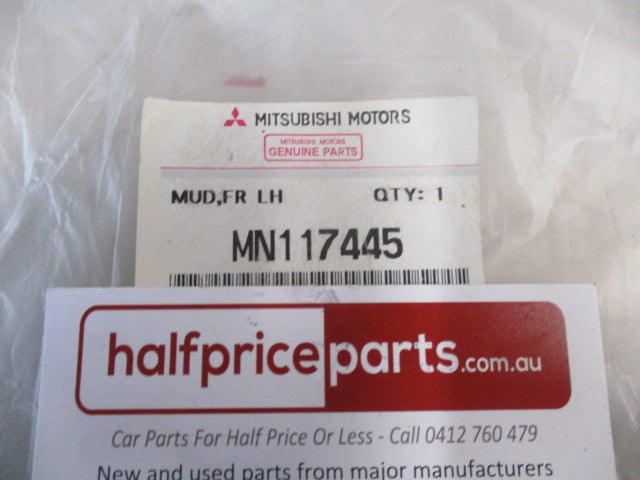 MITSUBISHI MOTORS
MITSUBISHI MOTORS
GENUINE PARTS
MUD,FR LH QTY: 1
MN117445
halfpriceparts.com.au
Car Parts For Half Price Or Less - Call 0412 760 479
New and used parts from major manufacturers